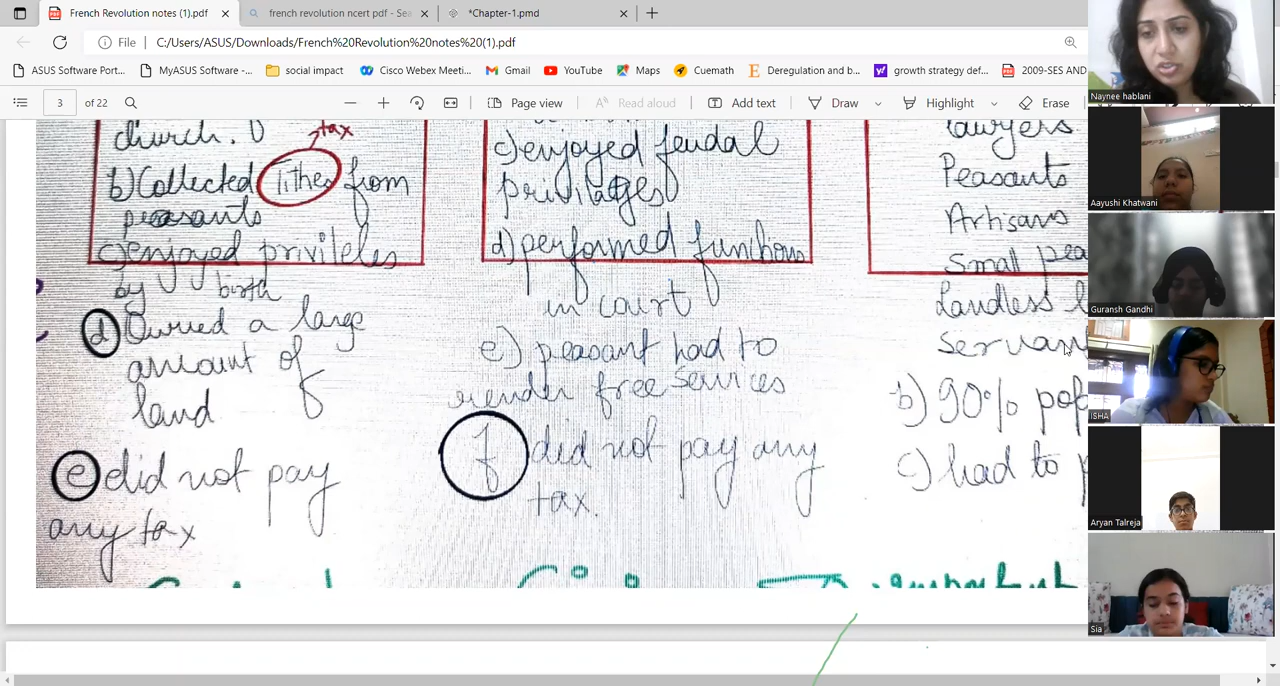 French Revolution notes (1).pdf
french revolution ncert pdf - Sea
*Chapter-1.pmd
File
C:/Users/ASUS/Downloads/French%20Revolution%20notes%20(1).pdf
ASUS Software Port...
MyASUS Software -...
social impact
Cisco Webex Meeti...
Gmail
YouTube
Maps
Cuemath
Deregulation and b...
growth strategy def...
2009-SES AND
3
of 22
Page view
Read aloud
Add text
Draw
Highlight
Erase
church.
tax
b) Collected Tithes from
peasants
c) enjoyed privileles
by birth
d) Owned a large
amount of
land
e) did not pay
any tax
c) enjoyed feudal
privilages
d) performed funtions
in court
e) peasant had to
render free services
f did not pay any
tax.
lawyers.
Peasants
Artisans
Small pea
Landless l
Servan
b) 90% pop
c) had to p
Naynee hablani
Aayushi Khatwani
Guransh Gandhi
ISHA
Aryan Talreja
Sia